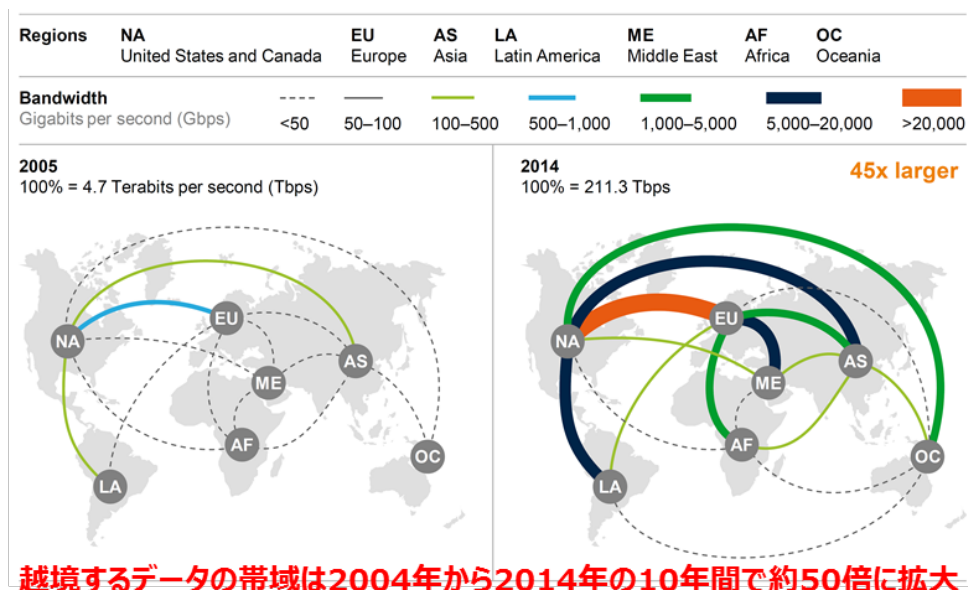 Regions NA EU AS LA ME AF OC
United States and Canada Europe Asia Latin America Middle East Africa Oceania
Bandwidth
Gigabits per second (Gbps) <50 50–100 100–500 500–1,000 1,000–5,000 5,000–20,000 >20,000
2005
100% = 4.7 Terabits per second (Tbps)
NA
EU
AS
ME
AF
OC
LA
2014
100% = 211.3 Tbps
45x larger
NA
EU
AS
ME
AF
OC
LA
越境するデータの帯域は2004年から2014年の10年間で約50倍に拡大